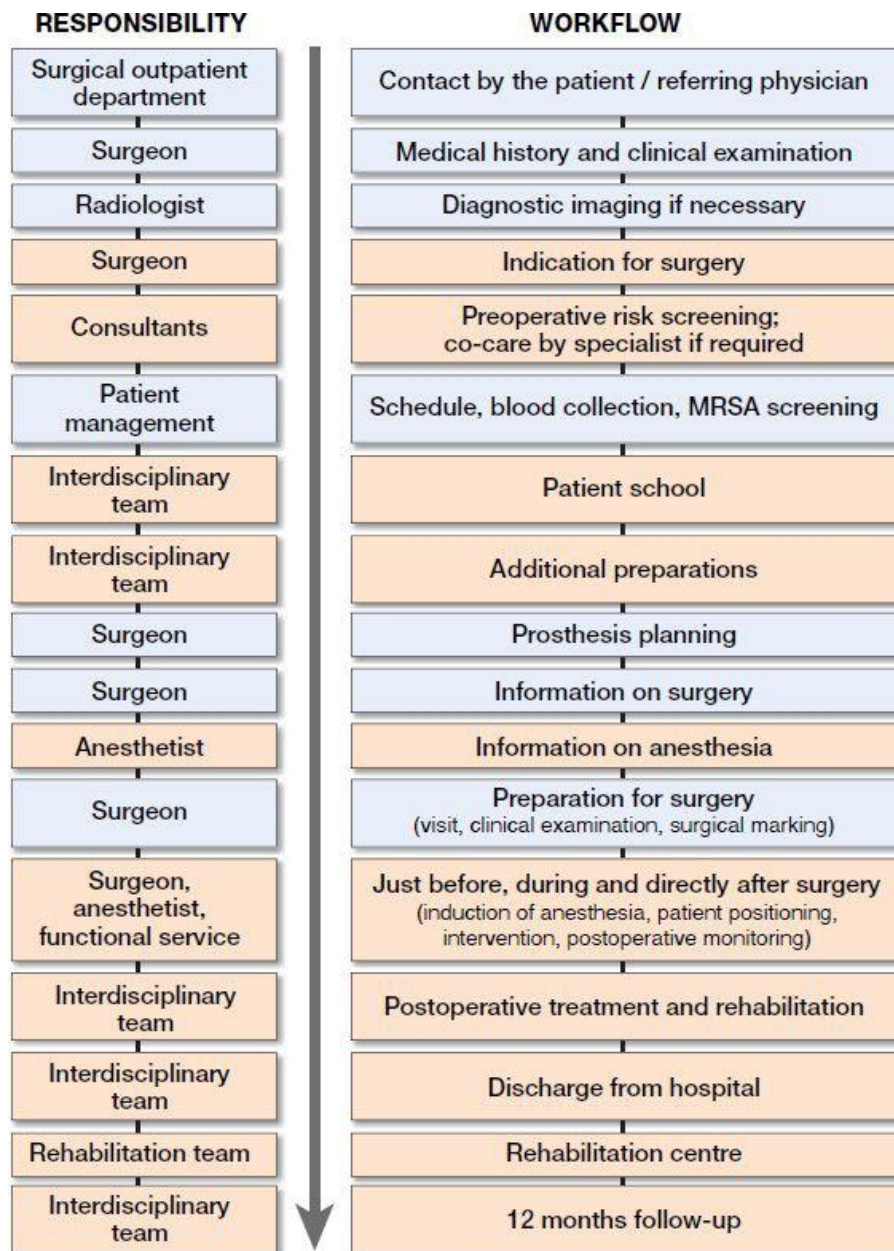 RESPONSIBILITY
WORKFLOW
Surgical outpatient
department
Contact by the patient / referring physician
Surgeon
Medical history and clinical examination
Radiologist
Diagnostic imaging if necessary
Surgeon
Indication for surgery
Consultants
Preoperative risk screening;
co-care by specialist if required
Patient
management
Schedule, blood collection, MRSA screening
Interdisciplinary
team
Patient school
Interdisciplinary
team
Additional preparations
Surgeon
Prosthesis planning
Surgeon
Information on surgery
Anesthetist
Information on anesthesia
Surgeon
Preparation for surgery
(visit, clinical examination, surgical marking)
Surgeon,
anesthetist,
functional service
Just before, during and directly after surgery
(induction of anesthesia, patient positioning,
intervention, postoperative monitoring)
Interdisciplinary
team
Postoperative treatment and rehabilitation
Interdisciplinary
team
Discharge from hospital
Rehabilitation team
Rehabilitation centre
Interdisciplinary
team
12 months follow-up